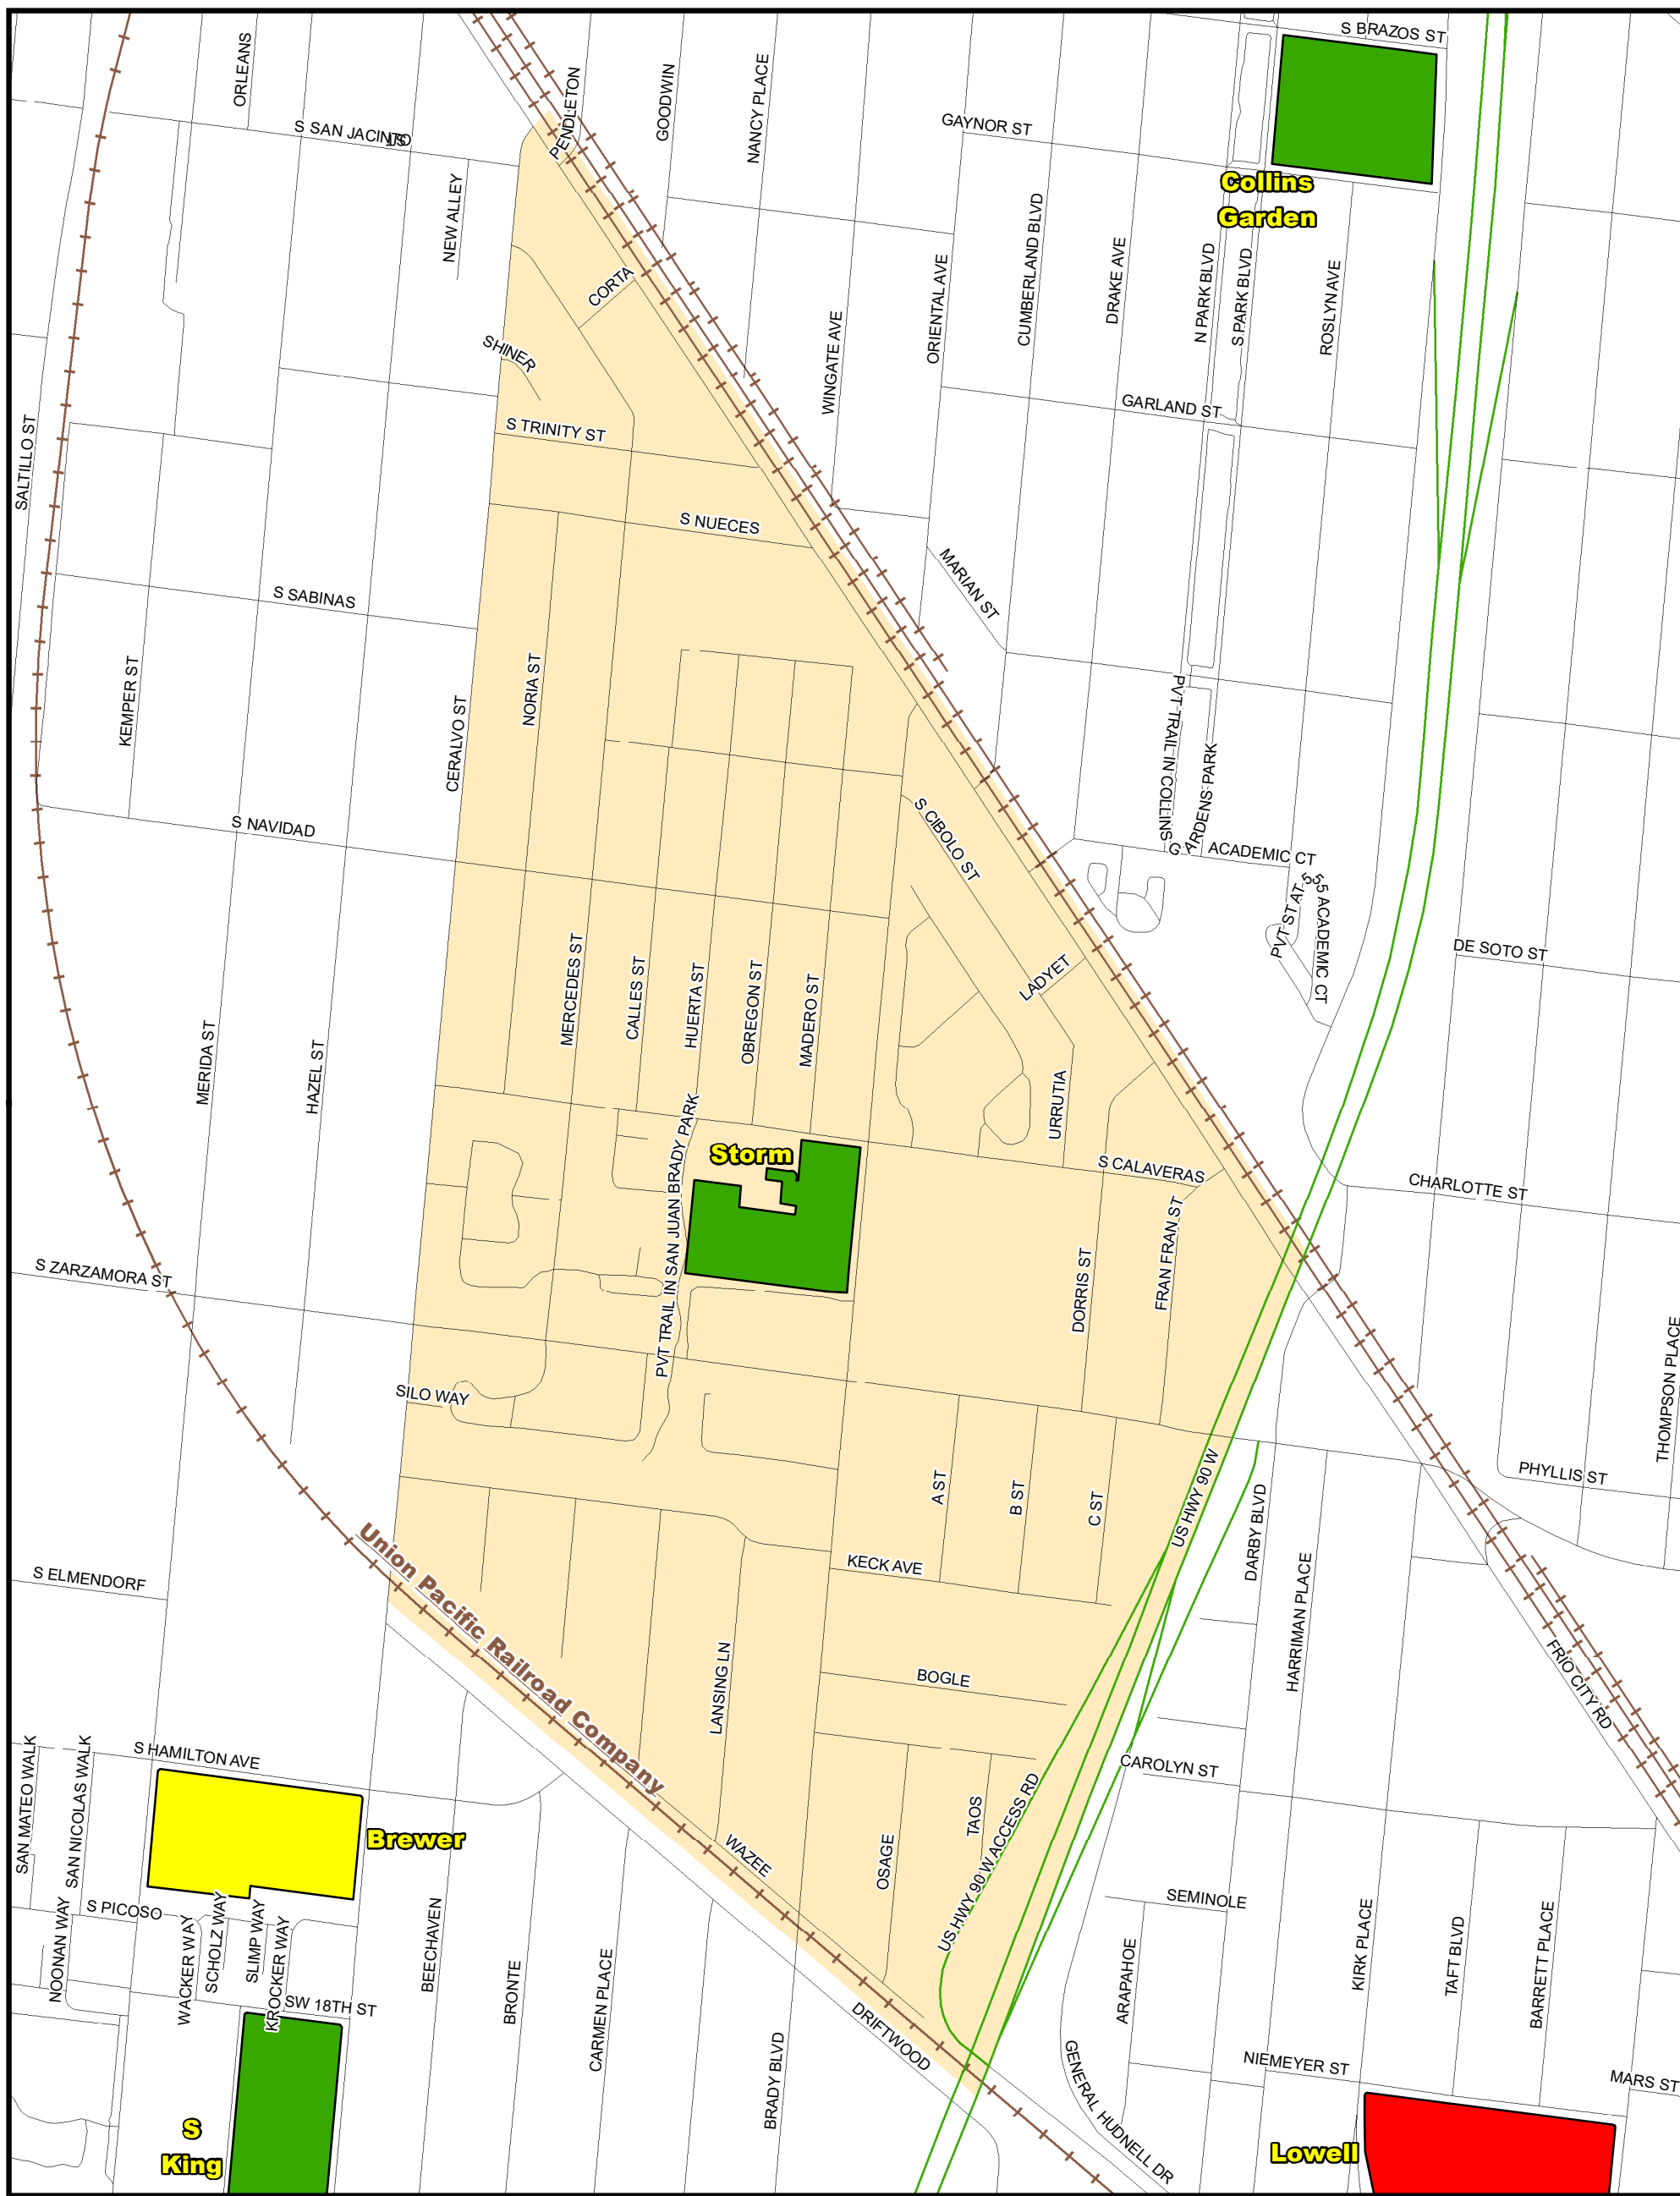 S BRAZOS ST
ORLEANS
PENDLETON
GOODWIN
NANCY PLACE
GAYNOR ST
S SAN JACINTO
Collins
Garden
NEW ALLEY
CORTA
SHINER
WINGATE AVE
ORIENTAL AVE
CUMBERLAND BLVD
DRAKE AVE
N PARK BLVD
S PARK BLVD
ROSLYN AVE
GARLAND ST
SALTILLO ST
S TRINITY ST
S NUECES
MARIAN ST
S SABINAS
KEMPER ST
NORIA ST
CERALVO ST
PVT TRAIL IN COLLINS GARDENS PARK
S NAVIDAD
S CIBOLO ST
ACADEMIC CT
PVT ST AT 555 ACADEMIC CT
DE SOTO ST
MERCEDES ST
CALLES ST
HUERTA ST
OBREGON ST
MADERO ST
LADYET
MERIDA ST
HAZEL ST
URRUTIA
PVT TRAIL IN SAN JUAN BRADY PARK
Storm
S CALAVERAS
CHARLOTTE ST
S ZARZAMORA ST
DORRIS ST
FRAN FRAN ST
THOMPSON PLACE
SILO WAY
A ST
B ST
C ST
US HWY 90 W
DARBY BLVD
PHYLLIS ST
KECK AVE
S ELMENDORF
Union Pacific Railroad Company
HARRIMAN PLACE
FRIO CITY RD
LANSING LN
BOGLE
SAN MATEO WALK
SAN NICOLAS WALK
S HAMILTON AVE
CAROLYN ST
Brewer
WAZEE
OSAGE
TAOS
US HWY 90 W ACCESS RD
SEMINOLE
S PICOSO
NOONAN WAY
WACKER WAY
SCHOLZ WAY
SLIMP WAY
KROCKER WAY
BEECHAVEN
BRONTE
CARMEN PLACE
BRADY BLVD
ARAPAHOE
KIRK PLACE
TAFT BLVD
BARRETT PLACE
SW 18TH ST
DRIFTWOOD
GENERAL HUDNELL DR
NIEMEYER ST
MARS ST
S
King
Lowell